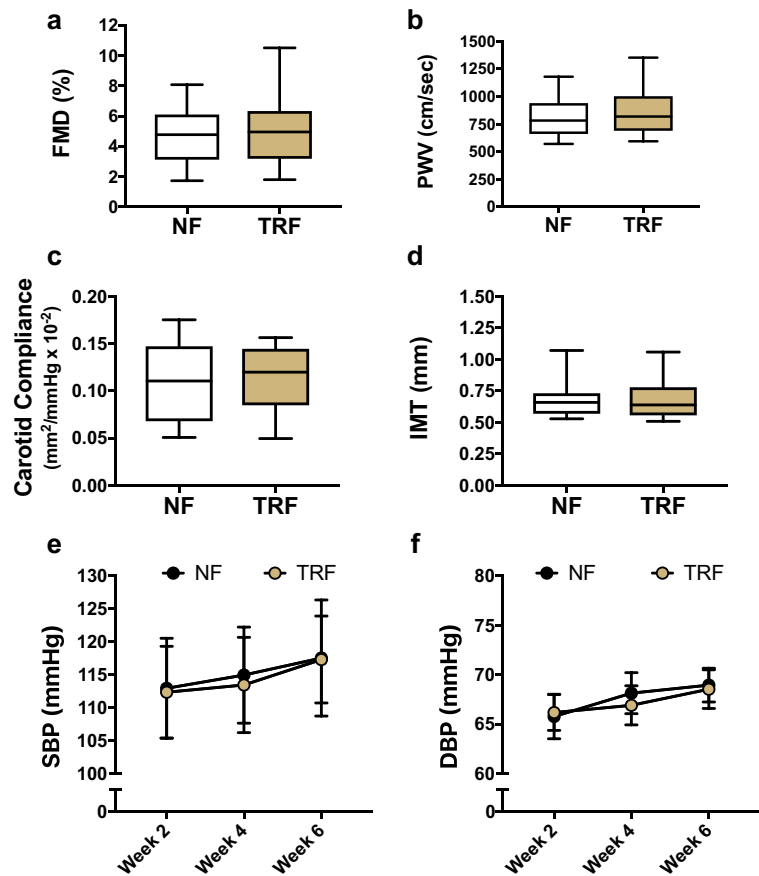 a
FMD (%)
12
10
8
6
4
2
0
NF
TRF
b
PWV (cm/sec)
1500
1250
1000
750
500
250
0
NF
TRF
c
Carotid Compliance
(mm²/mmHg x 10⁻²)
0.20
0.15
0.10
0.05
0.00
NF
TRF
d
IMT (mm)
1.50
1.25
1.00
0.75
0.50
0.25
0.00
NF
TRF
e
NF
TRF
SBP (mmHg)
130
125
120
115
110
105
100
0
Week 2
Week 4
Week 6
f
NF
TRF
DBP (mmHg)
80
75
70
65
60
0
Week 2
Week 4
Week 6